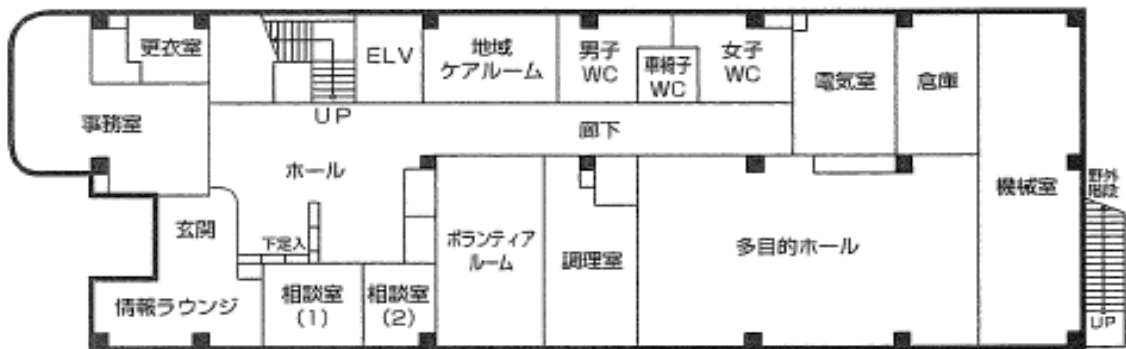 更衣室
ELV
地域
ケアルーム
男子
WC
車椅子
WC
女子
WC
電気室
倉庫
事務室
UP
廊下
ホール
機械室
野外
階段
玄関
下足入
ボランティア
ルーム
調理室
多目的ホール
情報ラウンジ
相談室
(1)
相談室
(2)
UP